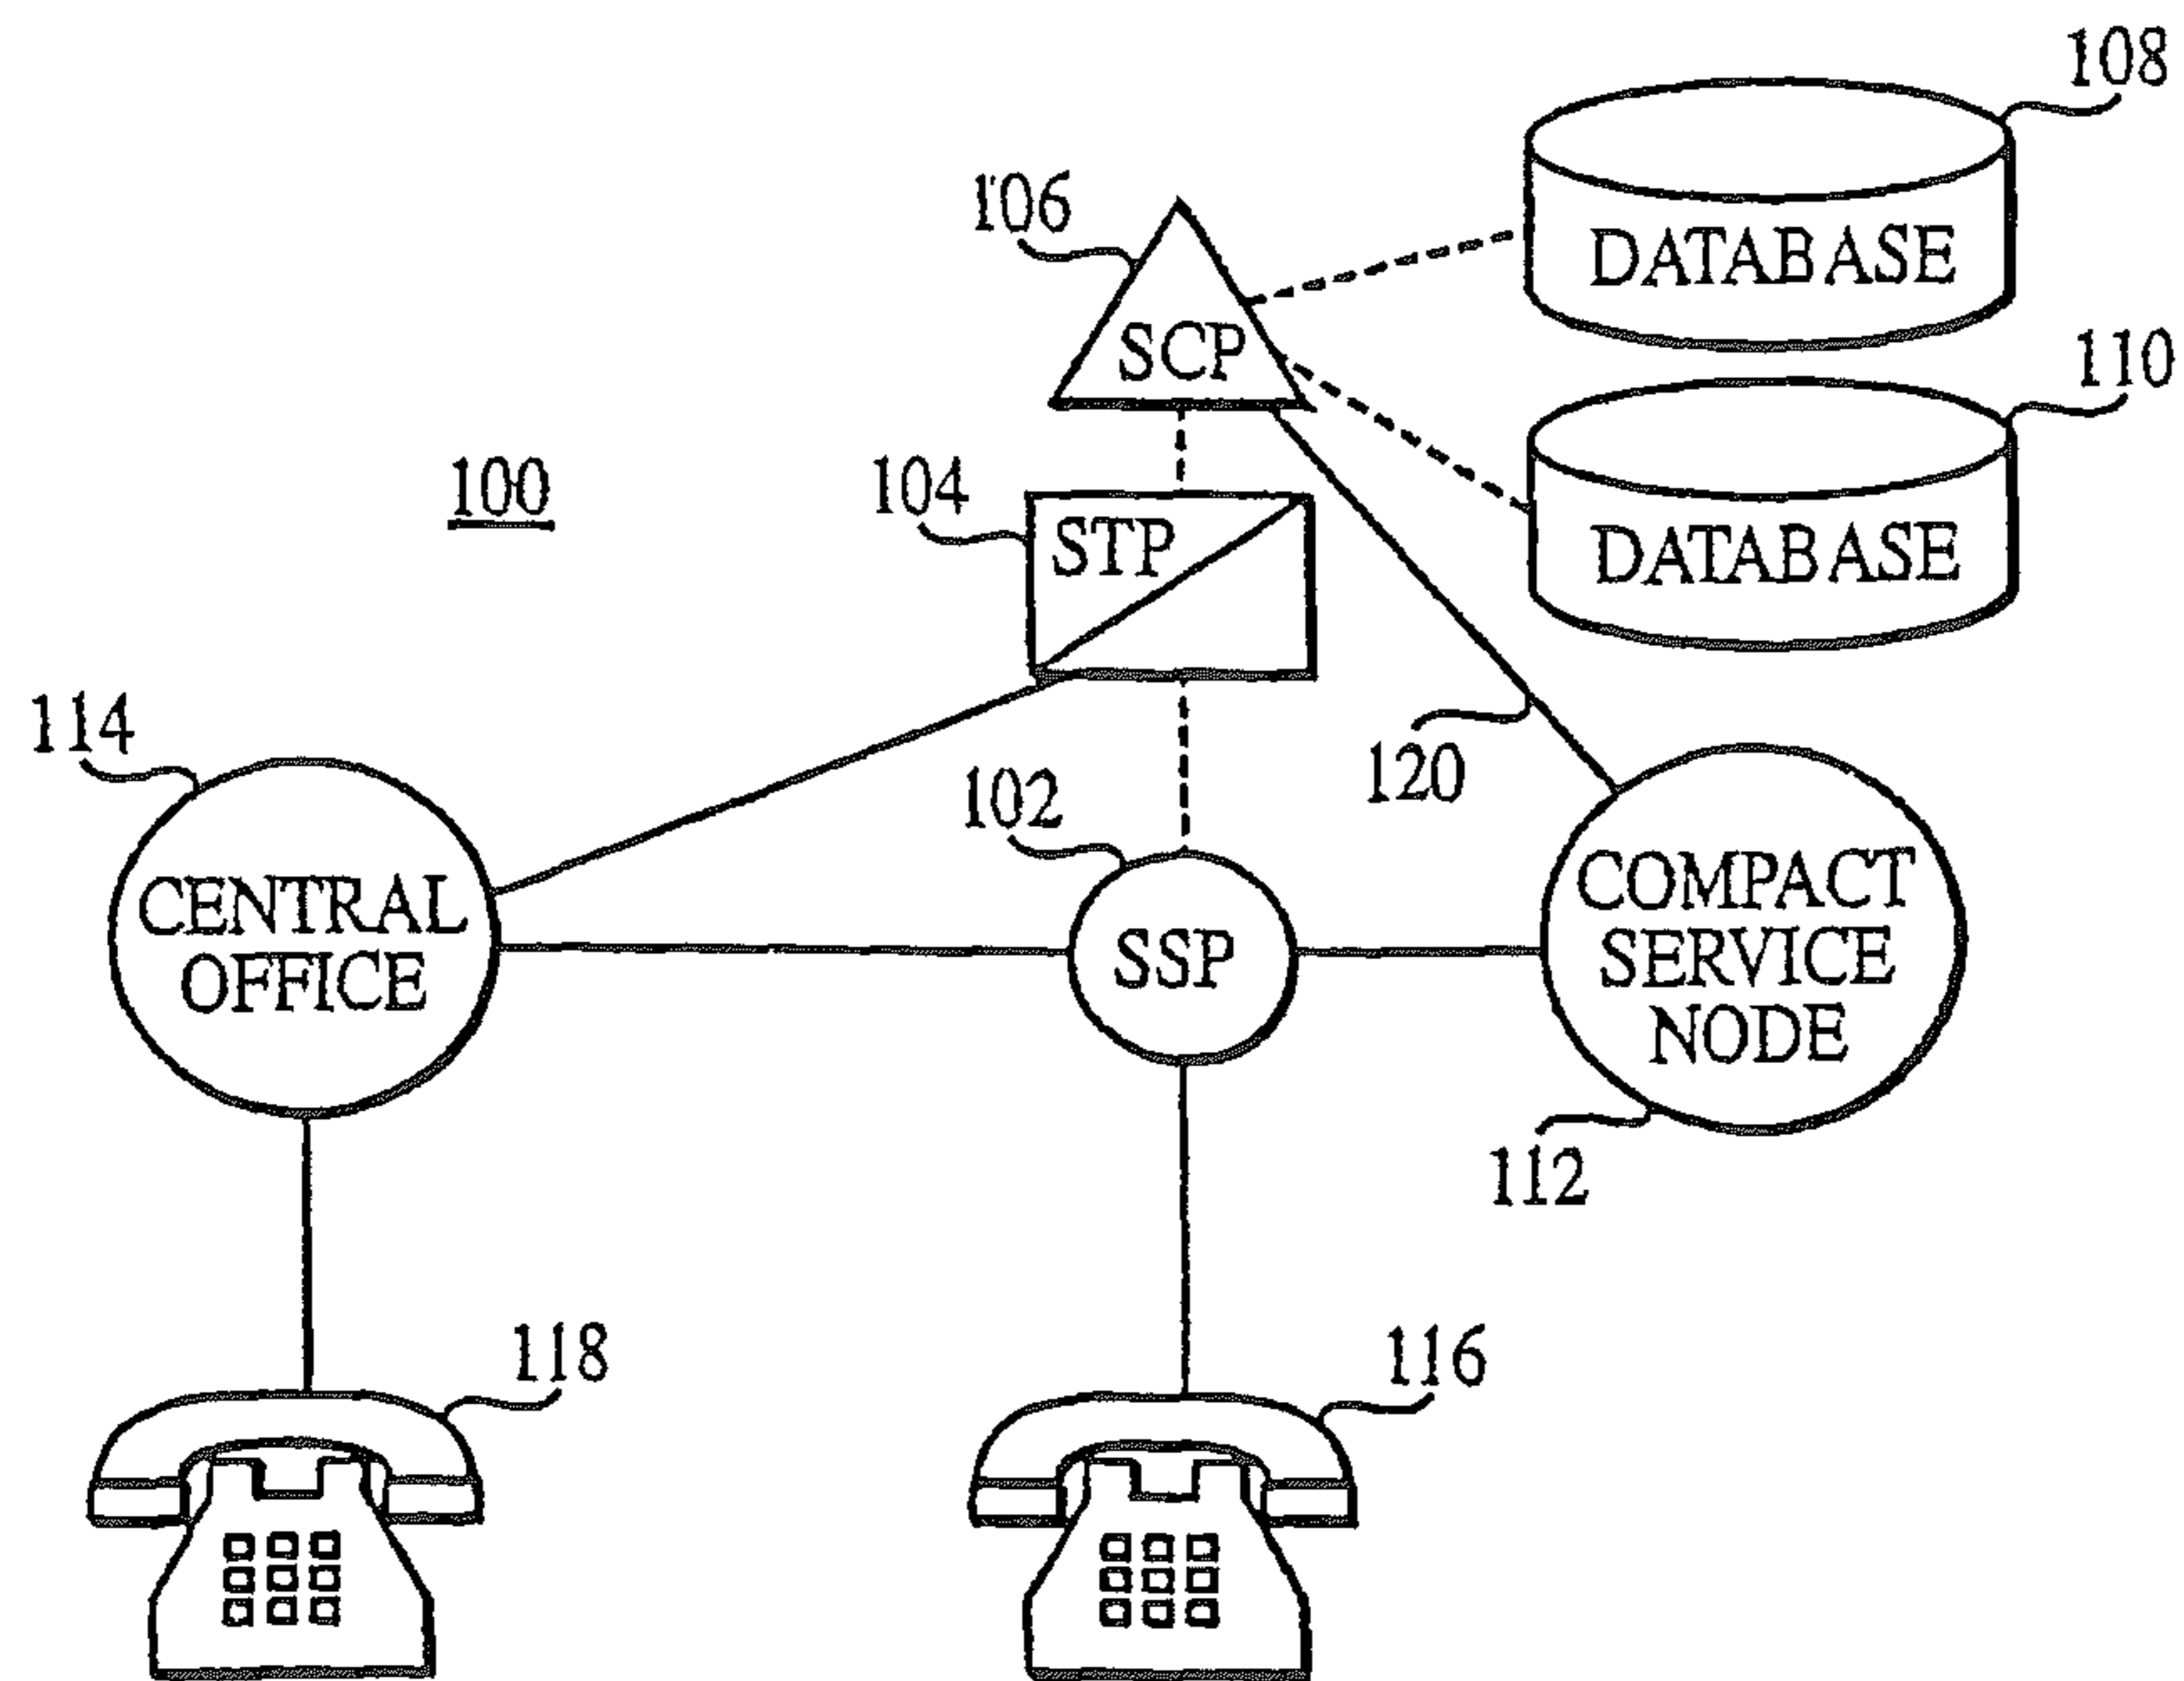 108
106
DATABASE
SCP
110
100
104
STP
DATABASE
114
120
102
CENTRAL
OFFICE
SSP
COMPACT
SERVICE
NODE
112
118
116